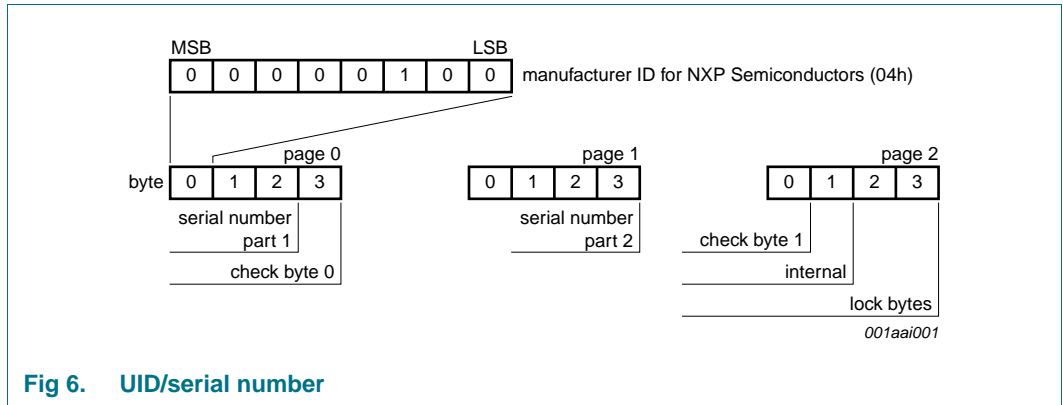 MSB LSB
0 0 0 0 0 1 0 0 manufacturer ID for NXP Semiconductors (04h)
page 0 page 1 page 2
byte 0 1 2 3 0 1 2 3 0 1 2 3
serial number
part 1
check byte 0
serial number
part 2
check byte 1
internal
lock bytes
001aai001
Fig 6. UID/serial number